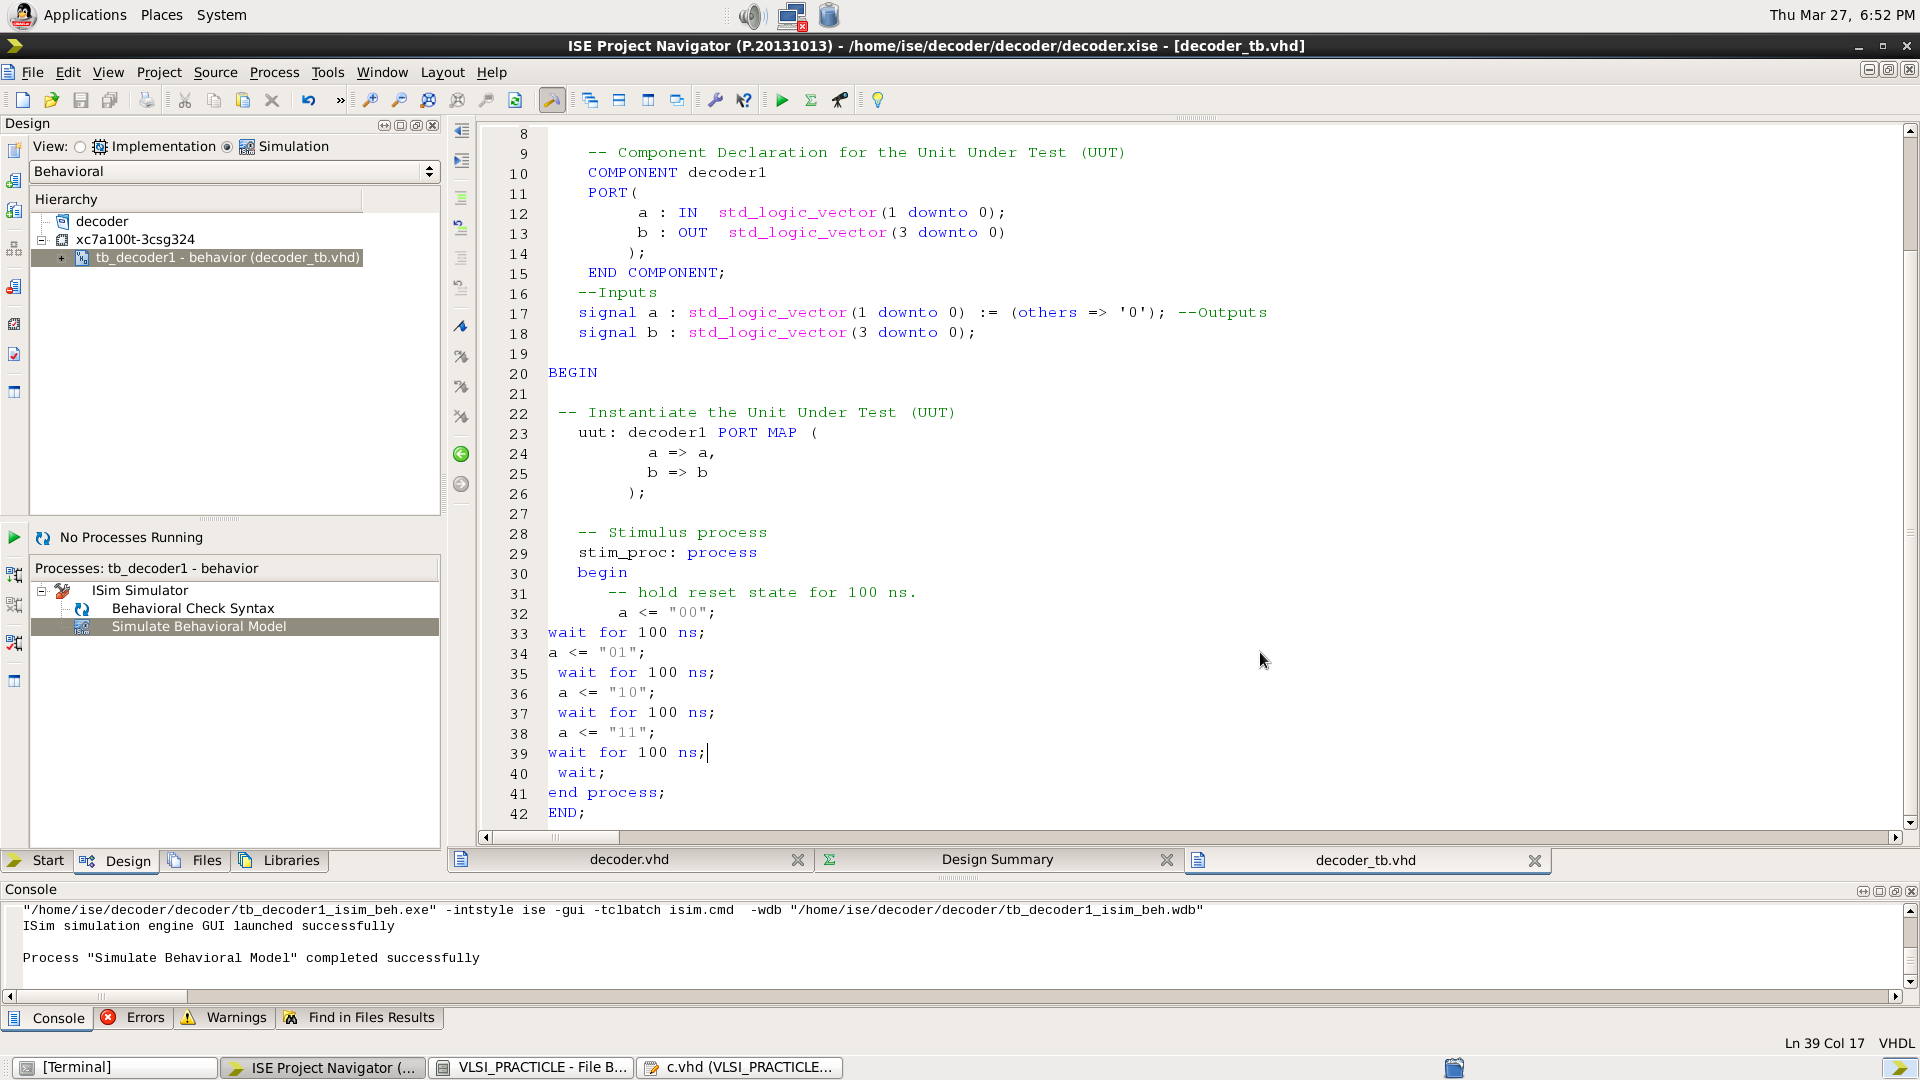 Applications Places System
Thu Mar 27, 6:52 PM
ISE Project Navigator (P.20131013) - /home/ise/decoder/decoder/decoder.xise - [decoder_tb.vhd]
File Edit View Project Source Process Tools Window Layout Help
Design
View: Implementation Simulation
Behavioral
Hierarchy
decoder
xc7a100t-3csg324
tb_decoder1 - behavior (decoder_tb.vhd)
No Processes Running
Processes: tb_decoder1 - behavior
ISim Simulator
Behavioral Check Syntax
Simulate Behavioral Model
Start Design Files Libraries
8
9 -- Component Declaration for the Unit Under Test (UUT)
10 COMPONENT decoder1
11 PORT(
12 a : IN std_logic_vector(1 downto 0);
13 b : OUT std_logic_vector(3 downto 0)
14 );
15 END COMPONENT;
16 --Inputs
17 signal a : std_logic_vector(1 downto 0) := (others => '0'); --Outputs
18 signal b : std_logic_vector(3 downto 0);
19
20 BEGIN
21
22 -- Instantiate the Unit Under Test (UUT)
23 uut: decoder1 PORT MAP (
24 a => a,
25 b => b
26 );
27
28 -- Stimulus process
29 stim_proc: process
30 begin
31 -- hold reset state for 100 ns.
32 a <= "00";
33 wait for 100 ns;
34 a <= "01";
35 wait for 100 ns;
36 a <= "10";
37 wait for 100 ns;
38 a <= "11";
39 wait for 100 ns;
40 wait;
41 end process;
42 END;
decoder.vhd Design Summary decoder_tb.vhd
Console
"/home/ise/decoder/decoder/tb_decoder1_isim_beh.exe" -intstyle ise -gui -tclbatch isim.cmd -wdb "/home/ise/decoder/decoder/tb_decoder1_isim_beh.wdb"
ISim simulation engine GUI launched successfully
Process "Simulate Behavioral Model" completed successfully
Console Errors Warnings Find in Files Results
Ln 39 Col 17 VHDL
[Terminal] ISE Project Navigator (... VLSI_PRACTICLE - File B... c.vhd (VLSI_PRACTICLE...